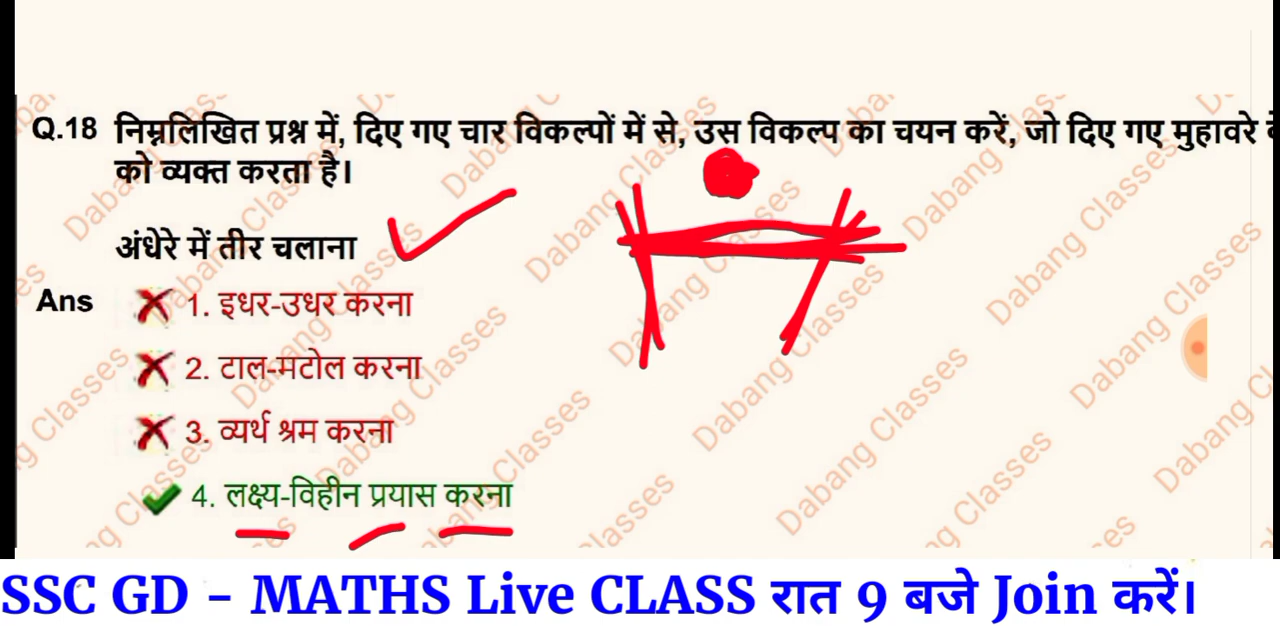 Q.18 निम्नलिखित प्रश्न में, दिए गए चार विकल्पों में से, उस विकल्प का चयन करें, जो दिए गए मुहावरे
को व्यक्त करता है।
अंधेरे में तीर चलाना
Ans 1. इधर-उधर करना
2. टाल-मटोल करना
3. व्यर्थ श्रम करना
4. लक्ष्य-विहीन प्रयास करना
Dabang Classes
SSC GD - MATHS Live CLASS रात 9 बजे Join करें।